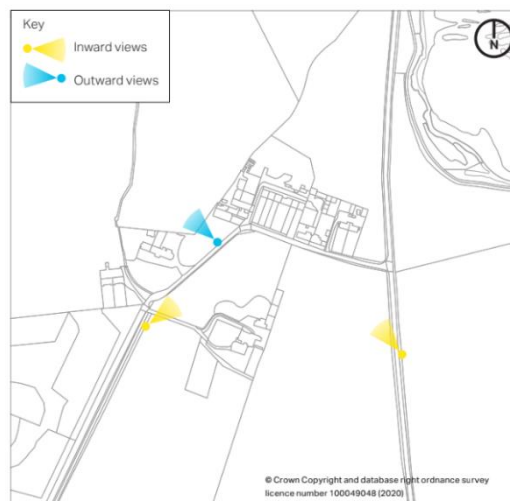 Key
Inward views
Outward views
N
© Crown Copyright and database right ordnance survey
licence number 100049048 (2020)